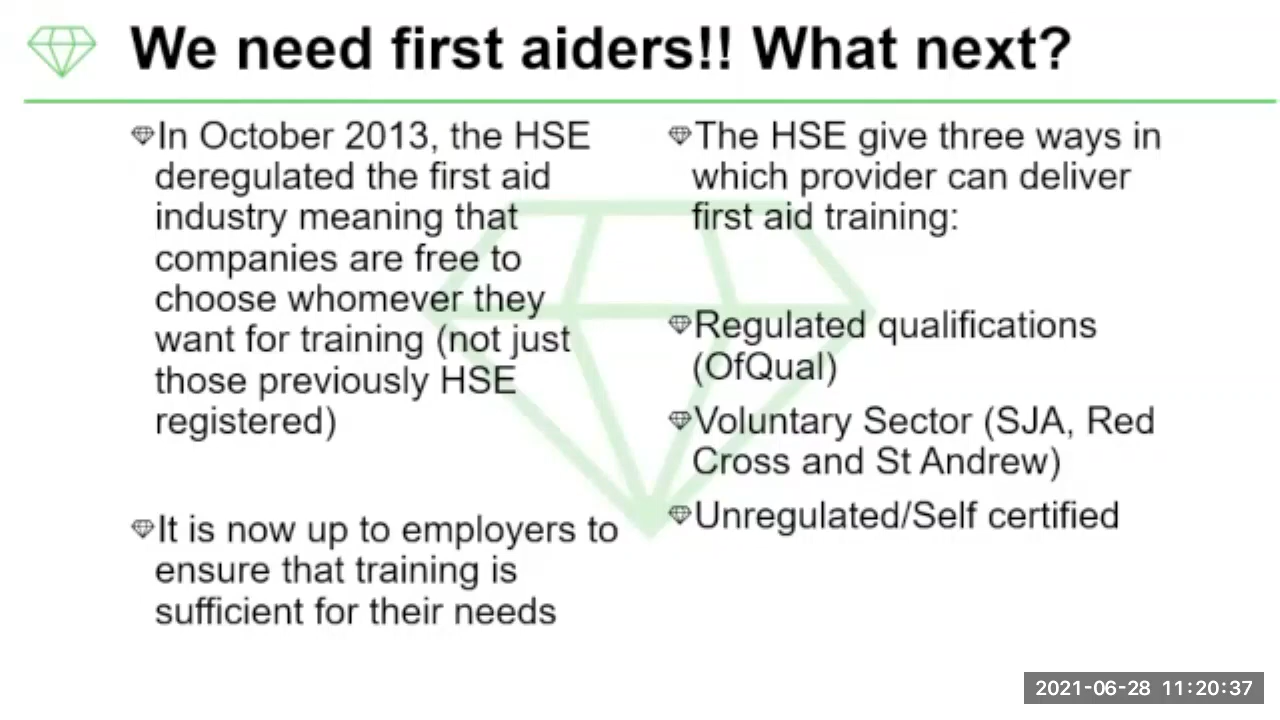 We need first aiders!! What next?
In October 2013, the HSE
deregulated the first aid
industry meaning that
companies are free to
choose whomever they
want for training (not just
those previously HSE
registered)
It is now up to employers to
ensure that training is
sufficient for their needs
The HSE give three ways in
which provider can deliver
first aid training:
Regulated qualifications
(OfQual)
Voluntary Sector (SJA, Red
Cross and St Andrew)
Unregulated/Self certified
2021-06-28 11:20:37